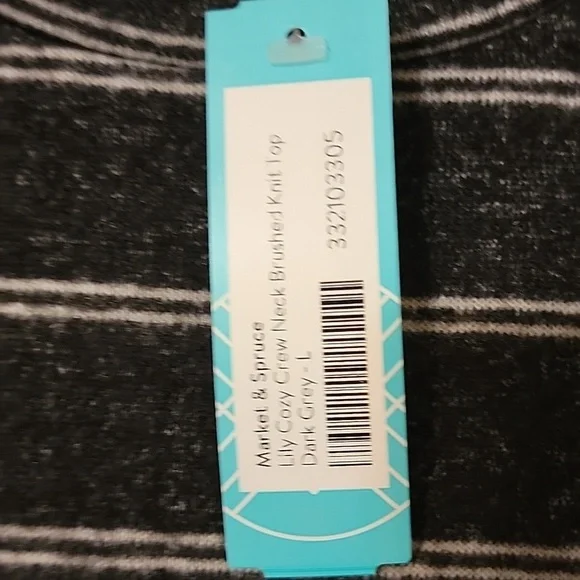 Market & Spruce
Lily Cozy Crew Neck Brushed Knit Top
Dark Grey - L
332103305